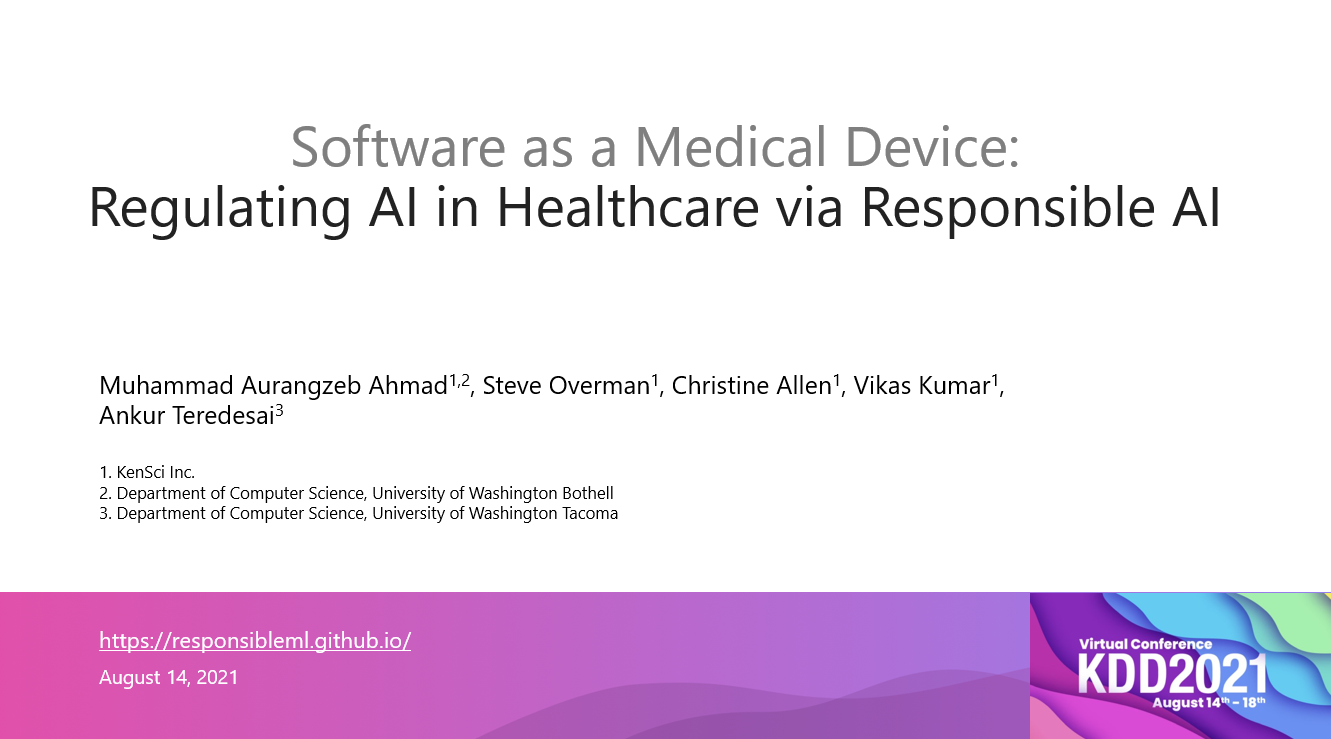 Software as a Medical Device:
Regulating AI in Healthcare via Responsible AI
Muhammad Aurangzeb Ahmad1,2, Steve Overman1, Christine Allen1, Vikas Kumar1,
Ankur Teredesai3
1. KenSci Inc.
2. Department of Computer Science, University of Washington Bothell
3. Department of Computer Science, University of Washington Tacoma
https://responsibleml.github.io/
August 14, 2021
Virtual Conference
KDD2021
August 14th – 18th